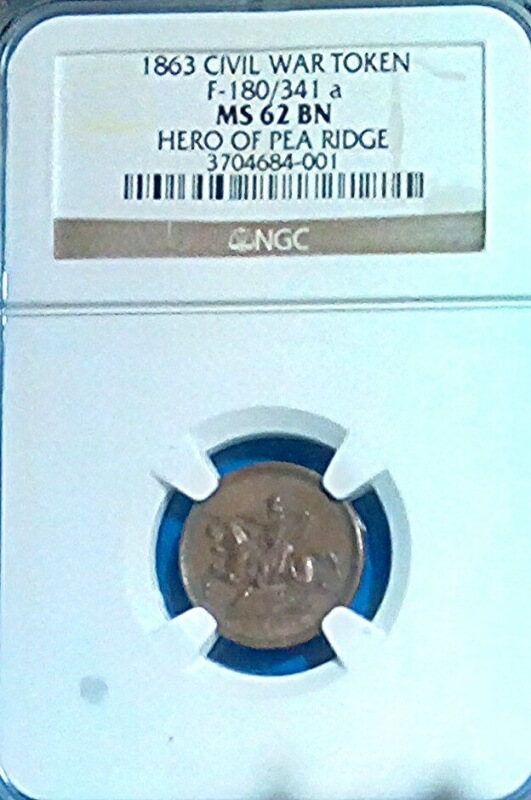 1863 CIVIL WAR TOKEN
F-180/341 a
MS 62 BN
HERO OF PEA RIDGE
3704684-001
NGC